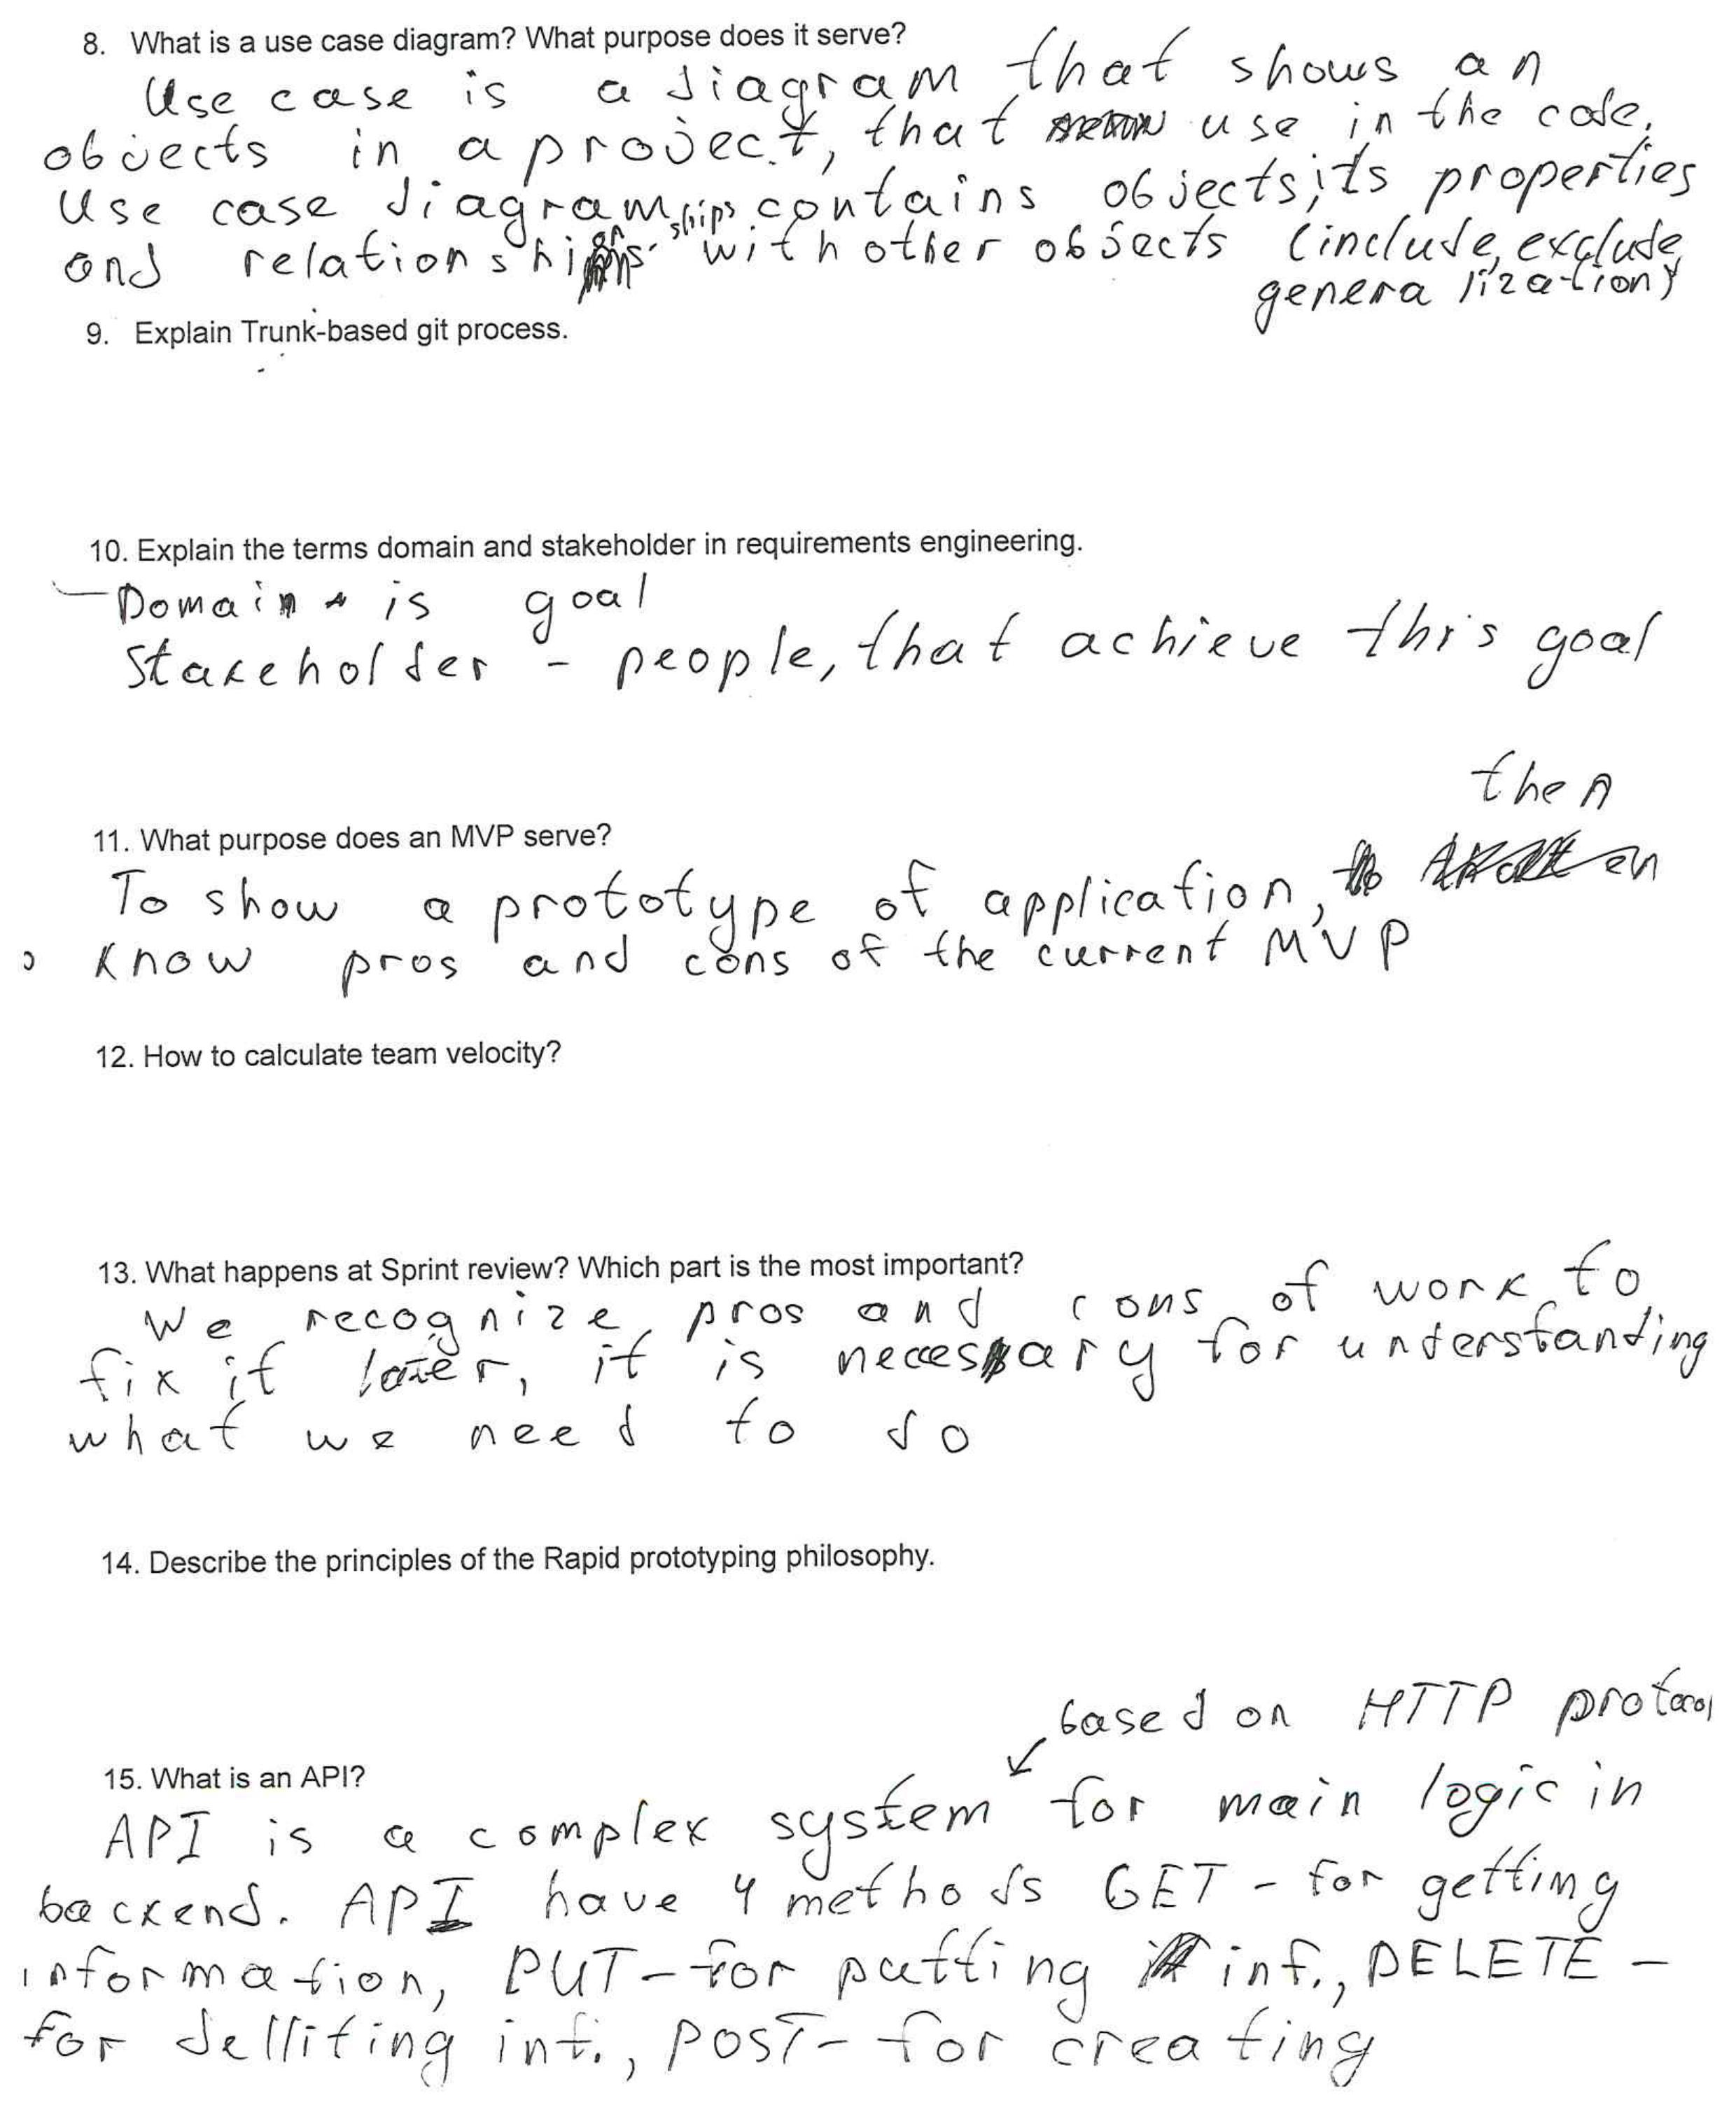 8. What is a use case diagram? What purpose does it serve?
Use case is a diagram that shows an
objects in a project, that use in the code.
Use case diagram contains objects, its properties
and relationships with other objects (include, exclude,
generalization)
9. Explain Trunk-based git process.
10. Explain the terms domain and stakeholder in requirements engineering.
Domain is goal
Stakeholder - people, that achieve this goal
11. What purpose does an MVP serve?
To show a prototype of application, then
know pros and cons of the current MVP
12. How to calculate team velocity?
13. What happens at Sprint review? Which part is the most important?
We recognize pros and cons of work to
fix it later, it is necessary for understanding
what we need to do
14. Describe the principles of the Rapid prototyping philosophy.
based on HTTP protocol
15. What is an API?
API is a complex system for main logic in
backend. API have 4 methods GET - for getting
information, PUT - for putting inf., DELETE -
for delliting inf., POST - for creating